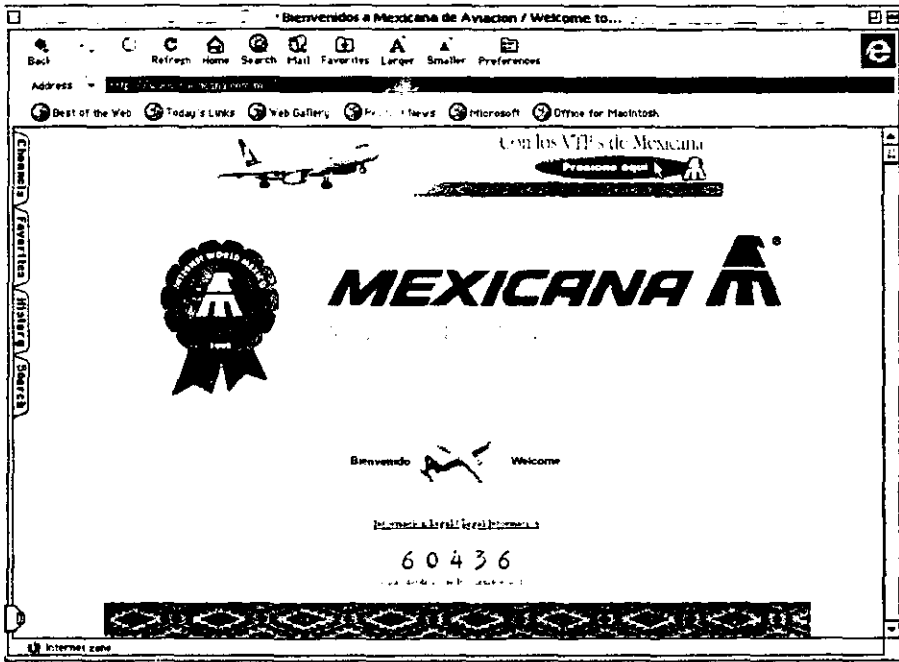 Bienvenidos a Mexicana de Aviacion / Welcome to...
Back Refresh Home Search Mail Favorites Larger Smaller Preferences
Address
Best of the Web Today's Links Web Gallery News Microsoft Office for Macintosh
Channels
Favorites
History
Search
Con los VIP's de Mexicana
Presione aquí
WORLD
MEXICANA ®
Bienvenido Welcome
60436
Internet zone